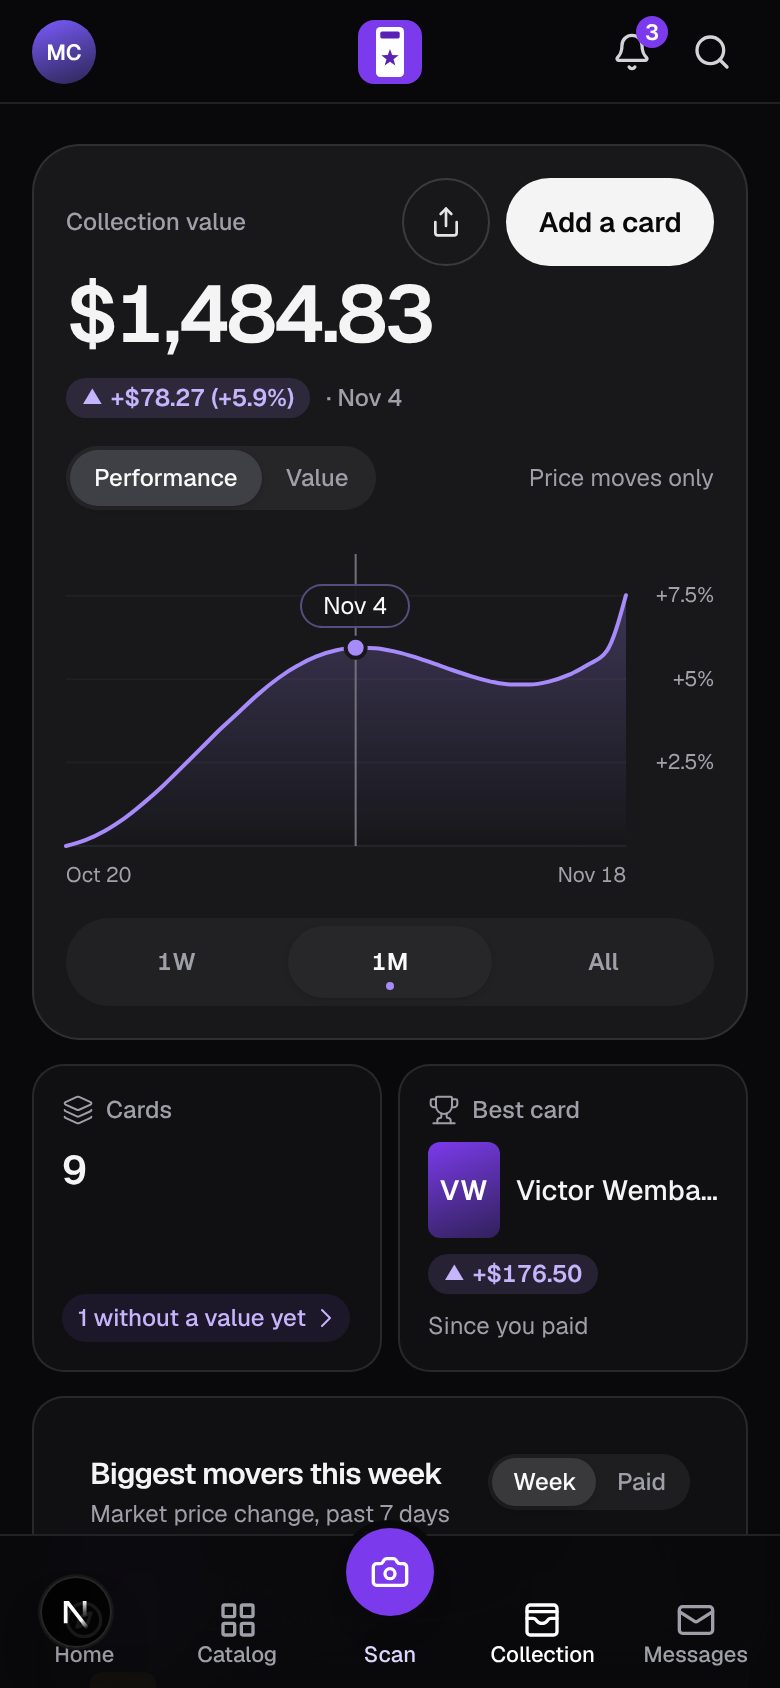 MC
3
Collection value
Add a card
$1,484.83
▲ +$78.27 (+5.9%) · Nov 4
Performance Value Price moves only
Nov 4
+7.5%
+5%
+2.5%
Oct 20 Nov 18
1W 1M All
Cards
9
1 without a value yet
Best card
VW Victor Wemba...
▲ +$176.50
Since you paid
Biggest movers this week
Week Paid
Market price change, past 7 days
N
Home Catalog Scan Collection Messages